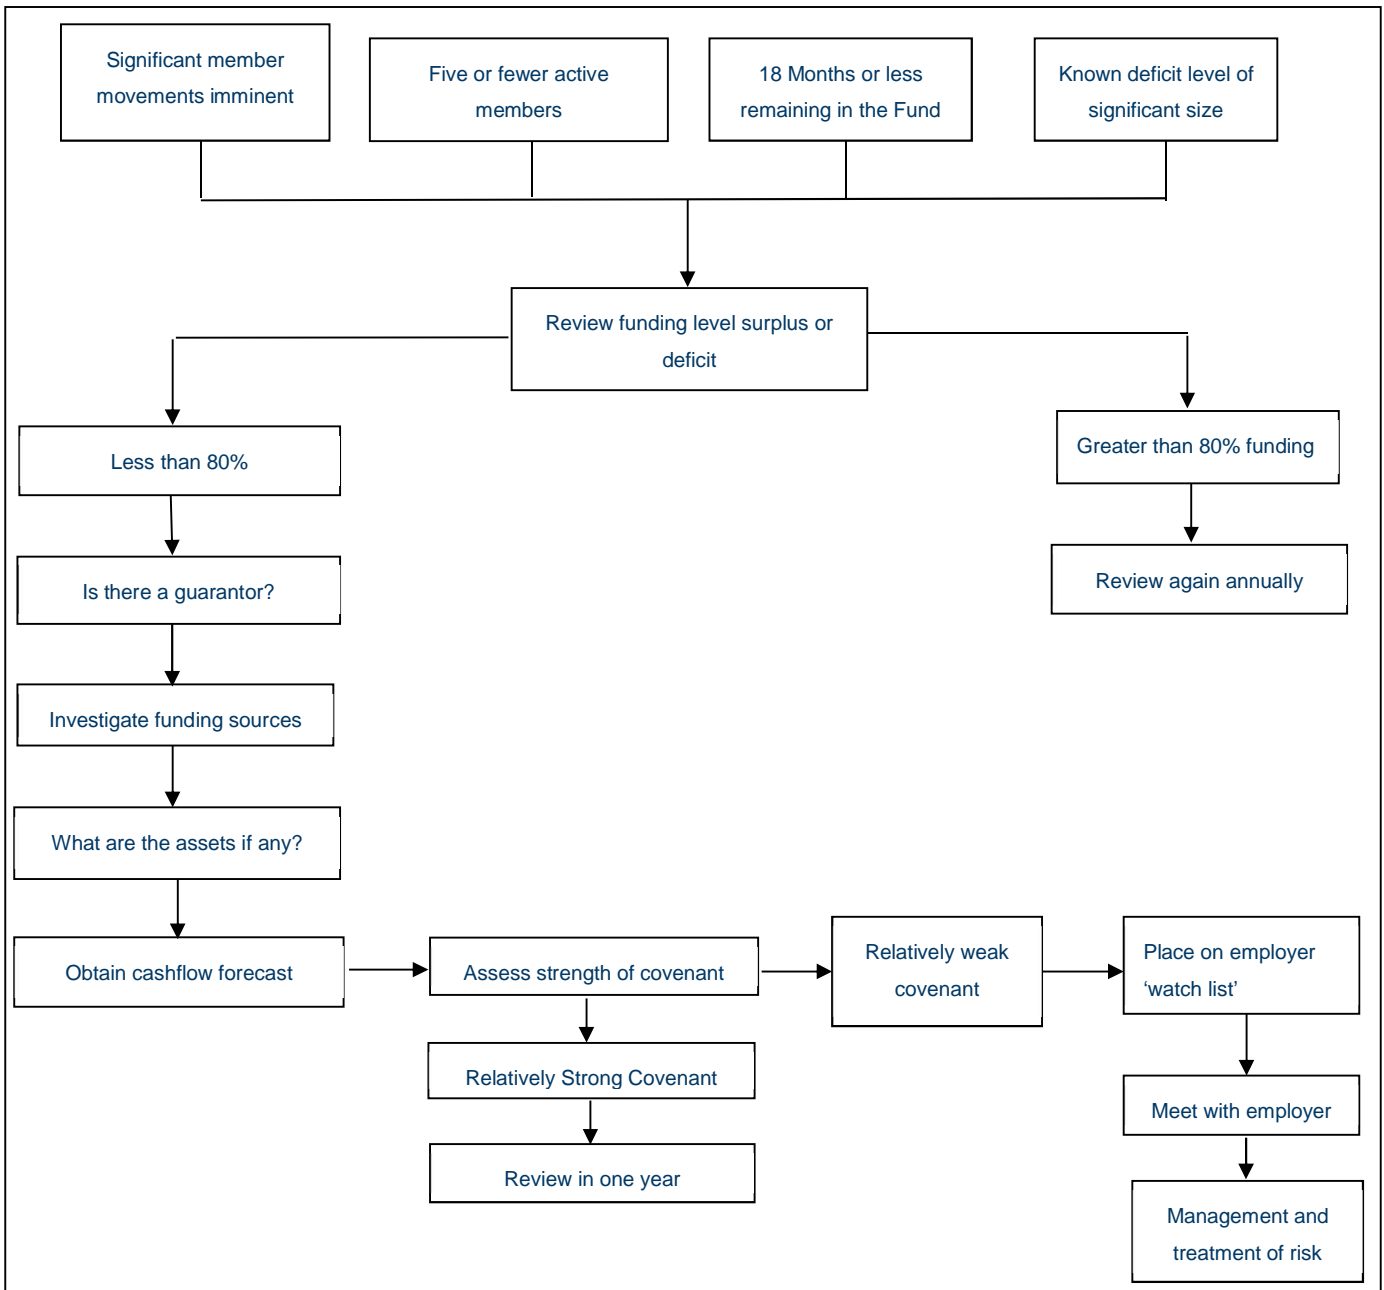 Significant member
movements imminent
Five or fewer active
members
18 Months or less
remaining in the Fund
Known deficit level of
significant size
Review funding level surplus or
deficit
Less than 80%
Greater than 80% funding
Is there a guarantor?
Review again annually
Investigate funding sources
What are the assets if any?
Obtain cashflow forecast
Assess strength of covenant
Relatively weak
covenant
Place on employer
‘watch list’
Relatively Strong Covenant
Meet with employer
Review in one year
Management and
treatment of risk